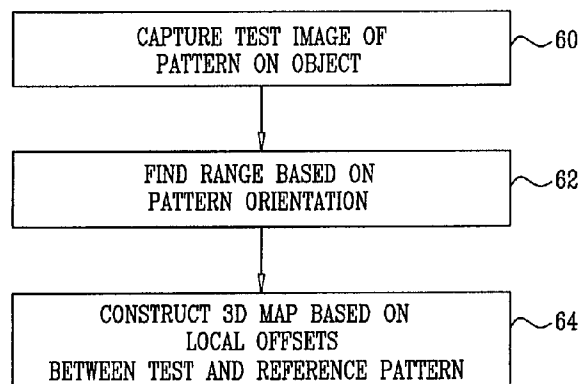 CAPTURE TEST IMAGE OF
PATTERN ON OBJECT
60
FIND RANGE BASED ON
PATTERN ORIENTATION
62
CONSTRUCT 3D MAP BASED ON
LOCAL OFFSETS
BETWEEN TEST AND REFERENCE PATTERN
64